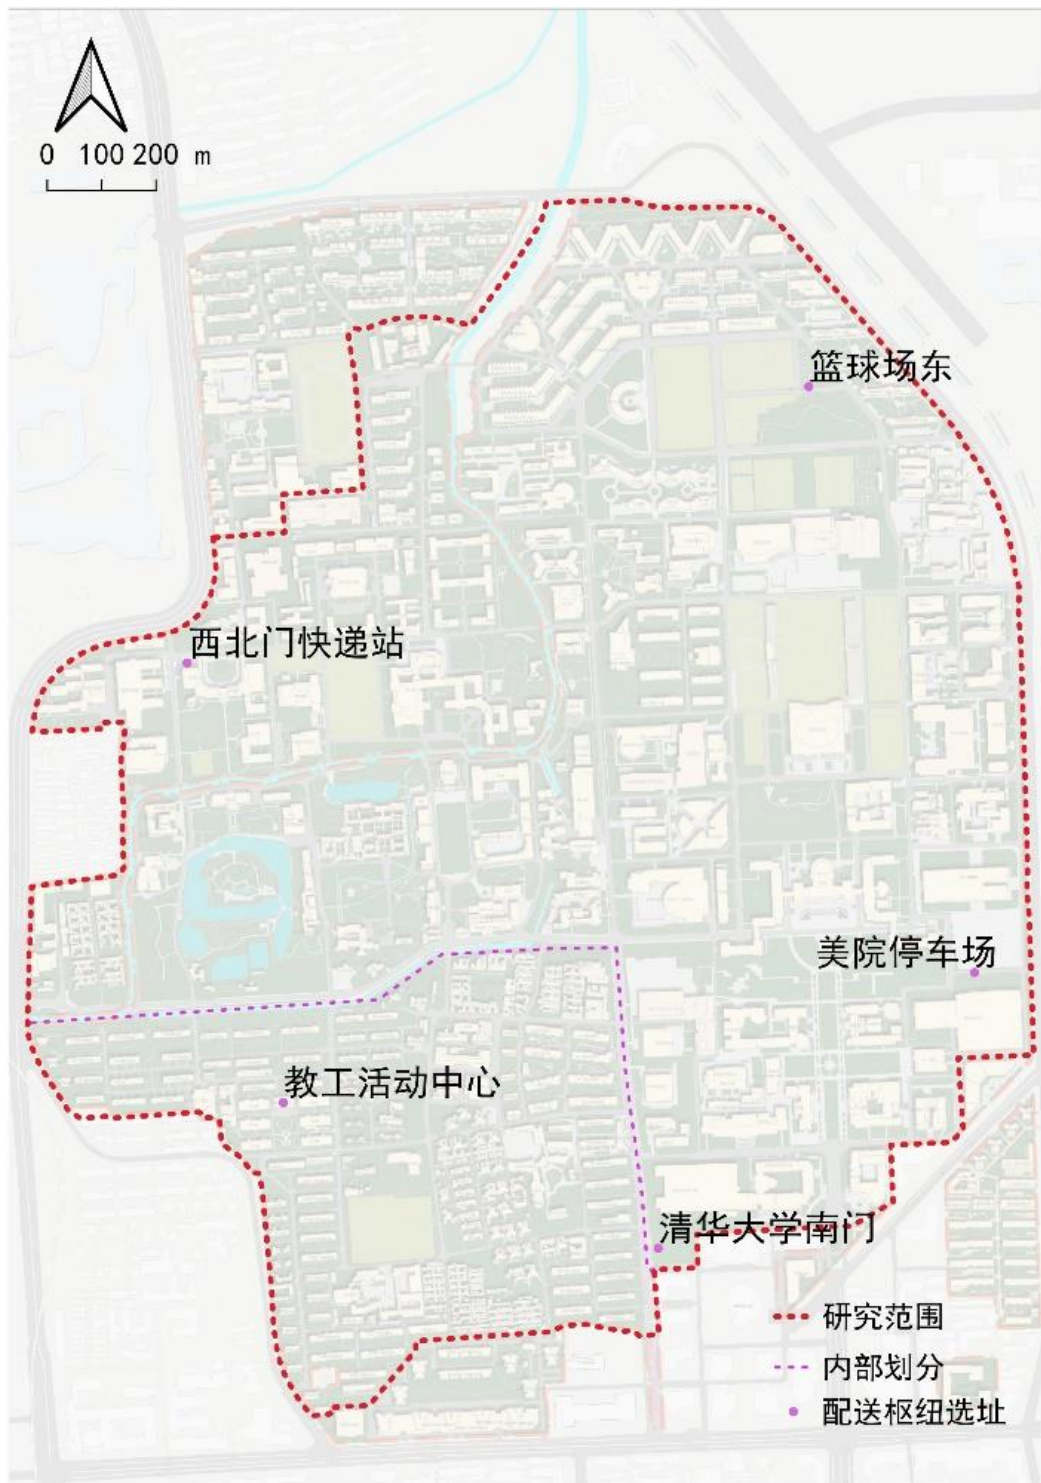 0 100 200 m
篮球场东
西北门快递站
美院停车场
教工活动中心
清华大学南门
研究范围
内部划分
配送枢纽选址